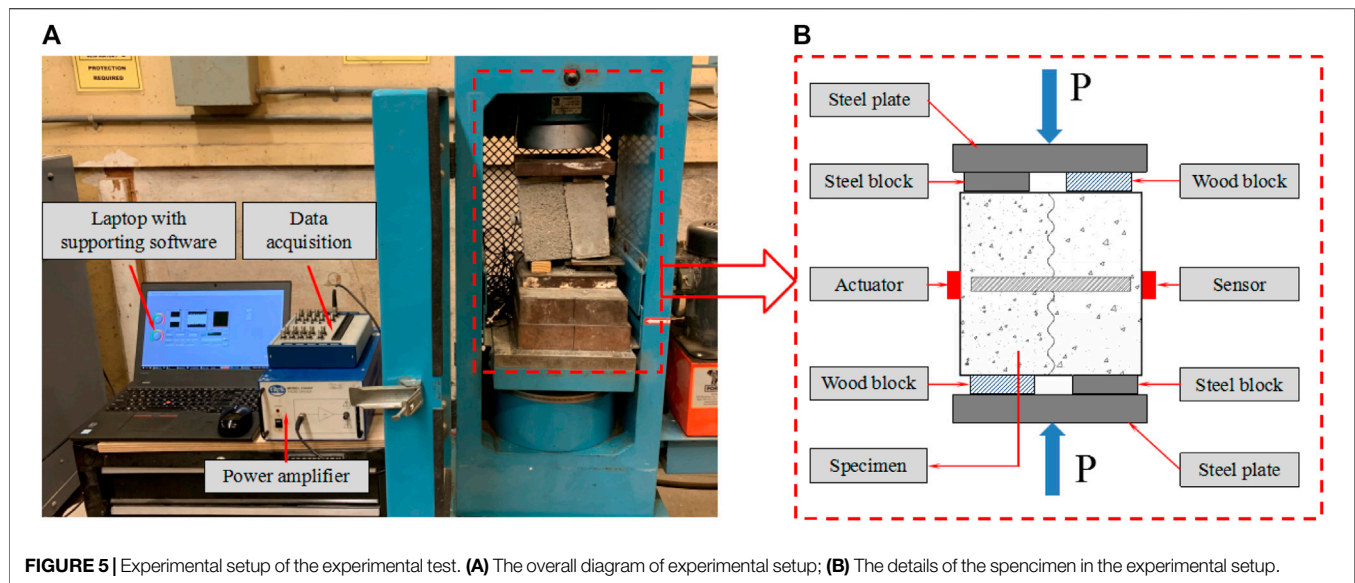 A
B
PROTECTION
REQUIRED
Laptop with
supporting software
Data
acquisition
Power amplifier
P
Steel plate
Steel block
Wood block
Actuator
Sensor
Wood block
Steel block
Specimen
P
Steel plate
FIGURE 5 | Experimental setup of the experimental test. (A) The overall diagram of experimental setup; (B) The details of the spencimen in the experimental setup.